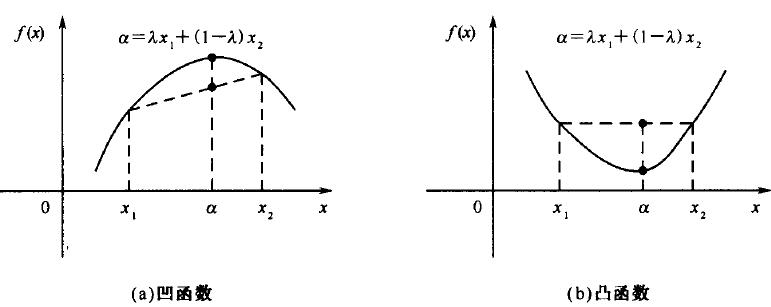 f(x)
α=λx₁+(1-λ)x₂
0
x₁
α
x₂
x
(a)凹函数
f(x)
α=λx₁+(1-λ)x₂
0
x₁
α
x₂
x
(b)凸函数